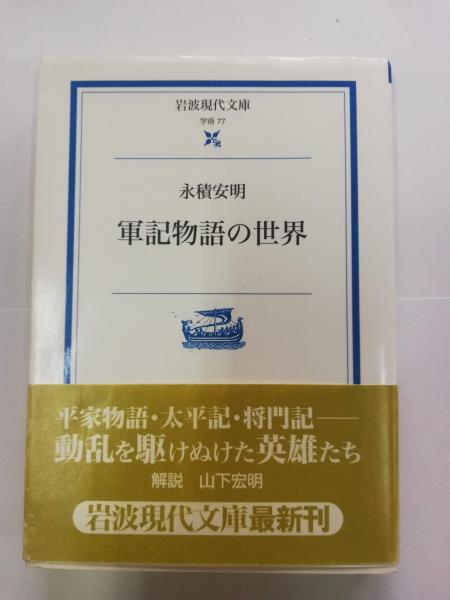 岩波現代文庫
学術 77
永積安明
軍記物語の世界
平家物語・太平記・将門記——
動乱を駆けぬけた英雄たち
解説 山下宏明
岩波現代文庫最新刊